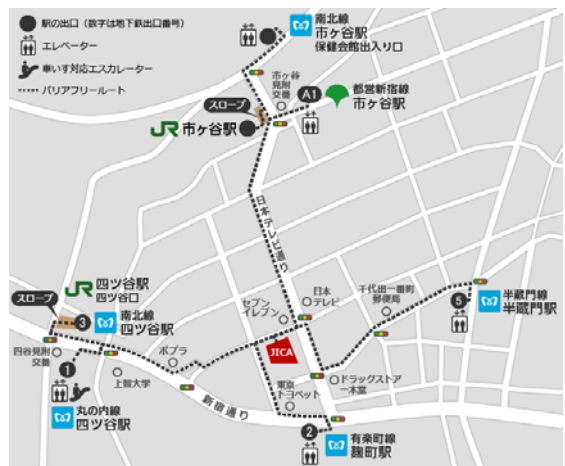 駅の出口（数字は地下鉄出口番号）
エレベーター
車いす対応エスカレーター
バリアフリールート
南北線
市ヶ谷駅
保健会館出入り口
市ヶ谷
見附
交番
A1
都営新宿線
市ヶ谷駅
スロープ
JR 市ヶ谷駅
日本テレビ通り
JR 四ツ谷駅
四ツ谷口
スロープ
3
南北線
四ツ谷駅
セブン
イレブン
日本
テレビ
千代田一番町
郵便局
5
半蔵門線
半蔵門駅
四谷見附
交番
1
上智大学
ポプラ
JICA
東京
トヨペット
ドラッグストア
一本堂
新宿通り
丸の内線
四ツ谷駅
2
有楽町線
麹町駅